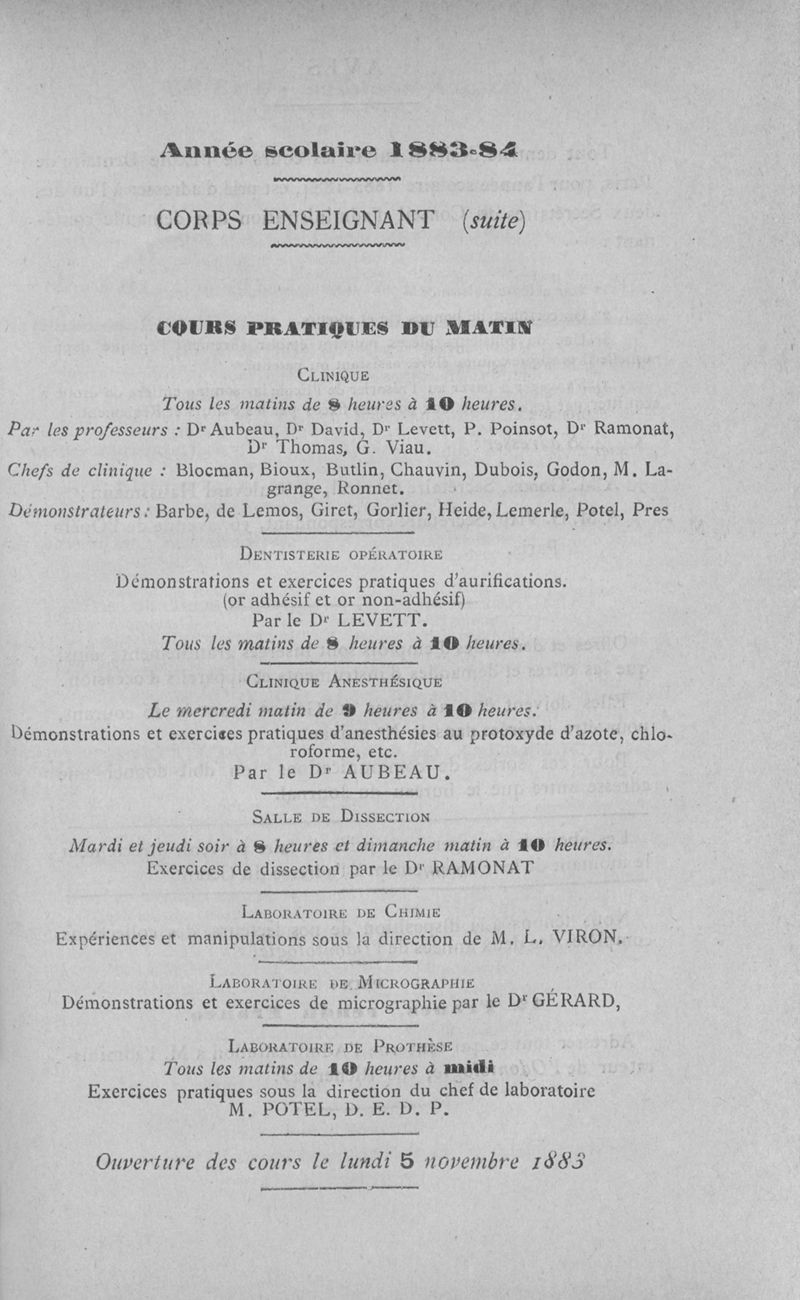 Année scolaire 1883-84
CORPS ENSEIGNANT (suite)
COURS PRATIQUES DU MATIN
CLINIQUE
Tous les matins de 8 heures à 10 heures.
Par les professeurs : Dr Aubeau, Dr David, Dr Levett, P. Poinsot, Dr Ramonat,
Dr Thomas, G. Viau.
Chefs de clinique : Blocman, Bioux, Butlin, Chauvin, Dubois, Godon, M. La-
grange, Ronnet.
Démonstrateurs : Barbe, de Lemos, Giret, Gorlier, Heide, Lemerle, Potel, Pres
DENTISTERIE OPÉRATOIRE
Démonstrations et exercices pratiques d'aurifications.
(or adhésif et or non-adhésif)
Par le Dr LEVETT.
Tous les matins de 8 heures à 10 heures.
CLINIQUE ANESTHÉSIQUE
Le mercredi matin de 9 heures à 10 heures.
Démonstrations et exercices pratiques d'anesthésies au protoxyde d'azote, chlo-
roforme, etc.
Par le Dr AUBEAU.
SALLE DE DISSECTION
Mardi et jeudi soir à 8 heures et dimanche matin à 10 heures.
Exercices de dissection par le Dr RAMONAT
LABORATOIRE DE CHIMIE
Expériences et manipulations sous la direction de M. L. VIRON.
LABORATOIRE DE MICROGRAPHIE
Démonstrations et exercices de micrographie par le Dr GÉRARD,
LABORATOIRE DE PROTHÈSE
Tous les matins de 10 heures à midi
Exercices pratiques sous la direction du chef de laboratoire
M. POTEL, D. E. D. P.
Ouverture des cours le lundi 5 novembre 1883